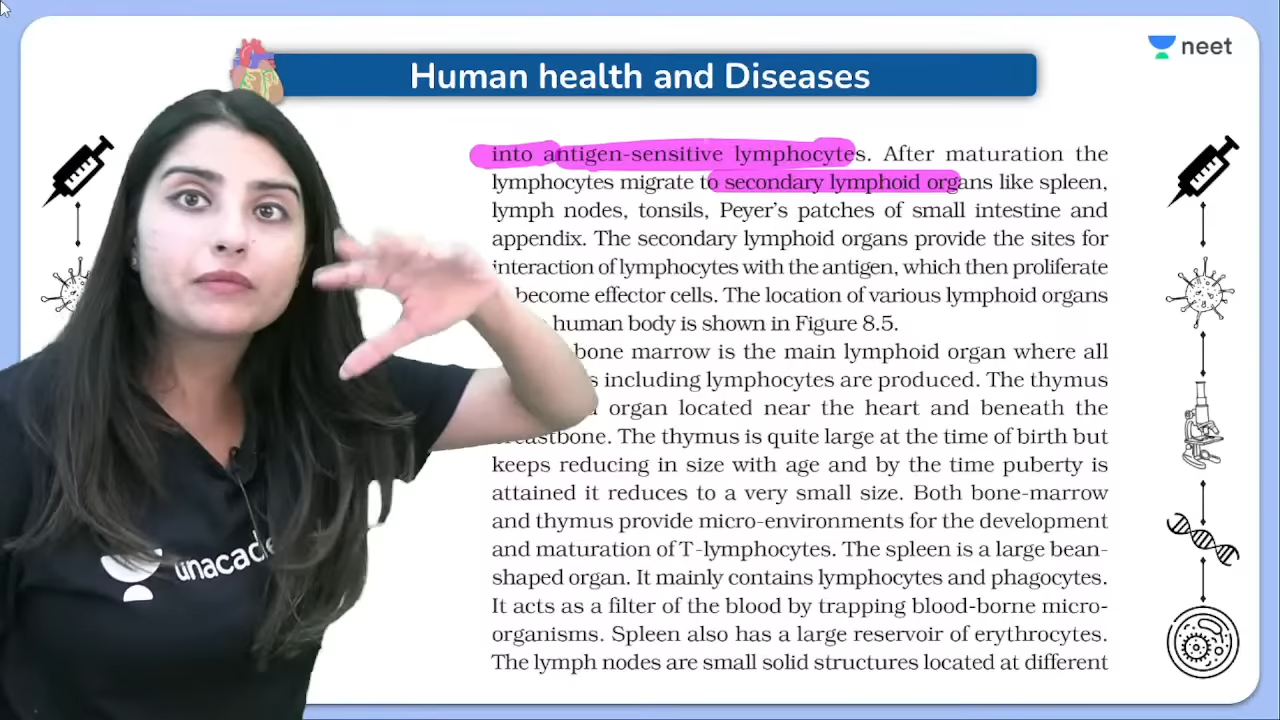 neet
Human health and Diseases
into antigen-sensitive lymphocytes. After maturation the
lymphocytes migrate to secondary lymphoid organs like spleen,
lymph nodes, tonsils, Peyer’s patches of small intestine and
appendix. The secondary lymphoid organs provide the sites for
interaction of lymphocytes with the antigen, which then proliferate
become effector cells. The location of various lymphoid organs
human body is shown in Figure 8.5.
bone marrow is the main lymphoid organ where all
including lymphocytes are produced. The thymus
organ located near the heart and beneath the
breastbone. The thymus is quite large at the time of birth but
keeps reducing in size with age and by the time puberty is
attained it reduces to a very small size. Both bone-marrow
and thymus provide micro-environments for the development
and maturation of T-lymphocytes. The spleen is a large bean-
shaped organ. It mainly contains lymphocytes and phagocytes.
It acts as a filter of the blood by trapping blood-borne micro-
organisms. Spleen also has a large reservoir of erythrocytes.
The lymph nodes are small solid structures located at different